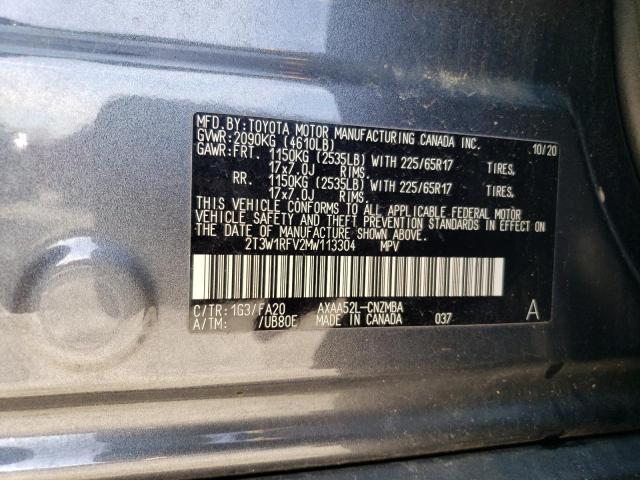 MFD.BY:TOYOTA MOTOR MANUFACTURING CANADA INC. 10/20
GVWR:2090KG (4610LB)
GAWR:FRT. 1150KG (2535LB) WITH 225/65R17 TIRES,
17x7.0J RIMS.
RR. 1150KG (2535LB) WITH 225/65R17 TIRES,
17x7.0J RIMS.
THIS VEHICLE CONFORMS TO ALL APPLICABLE FEDERAL MOTOR
VEHICLE SAFETY AND THEFT PREVENTION STANDARDS IN EFFECT ON
THE DATE OF MANUFACTURE SHOWN ABOVE.
2T3W1RFV2MW113304 MPV
C/TR:1G3/FA20 AXAA52L-CNZMBA
A/TM: /UB80E MADE IN CANADA 037 A